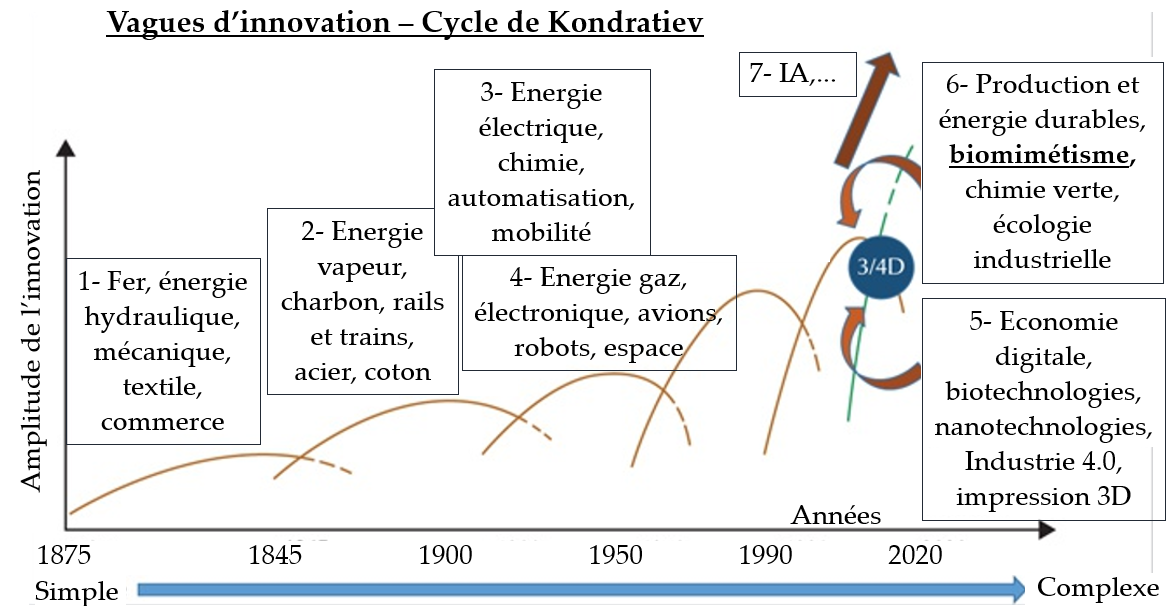 Vagues d’innovation – Cycle de Kondratiev
7- IA,...
6- Production et
énergie durables,
biomimétisme,
chimie verte,
écologie
industrielle
3- Energie
électrique,
chimie,
automatisation,
mobilité
2- Energie
vapeur,
charbon, rails
et trains,
acier, coton
1- Fer, énergie
hydraulique,
mécanique,
textile,
commerce
4- Energie gaz,
électronique, avions,
robots, espace
3/4D
5- Economie
digitale,
biotechnologies,
nanotechnologies,
Industrie 4.0,
impression 3D
Amplitude de l’innovation
Années
1875 1845 1900 1950 1990 2020
Simple
Complexe